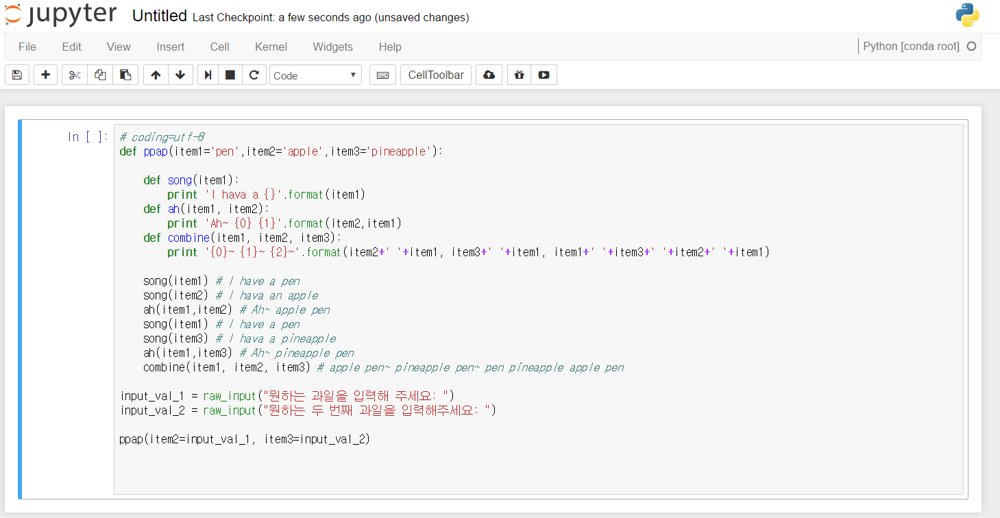 jupyter Untitled Last Checkpoint: a few seconds ago (unsaved changes)
File Edit View Insert Cell Kernel Widgets Help Python [conda root]
Code CellToolbar
In [ ]:
# coding=utf-8
def ppap(item1='pen',item2='apple',item3='pineapple'):
def song(item1):
print 'I hava a {}'.format(item1)
def ah(item1, item2):
print 'Ah~ {0} {1}'.format(item2,item1)
def combine(item1, item2, item3):
print '{0}~ {1}~ {2}~'.format(item2+' '+item1, item3+' '+item1, item1+' '+item3+' '+item2+' '+item1)
song(item1) # I have a pen
song(item2) # I hava an apple
ah(item1,item2) # Ah~ apple pen
song(item1) # I have a pen
song(item3) # I hava a pineapple
ah(item1,item3) # Ah~ pineapple pen
combine(item1, item2, item3) # apple pen~ pineapple pen~ pen pineapple apple pen
input_val_1 = raw_input("원하는 과일을 입력해 주세요: ")
input_val_2 = raw_input("원하는 두 번째 과일을 입력해주세요: ")
ppap(item2=input_val_1, item3=input_val_2)